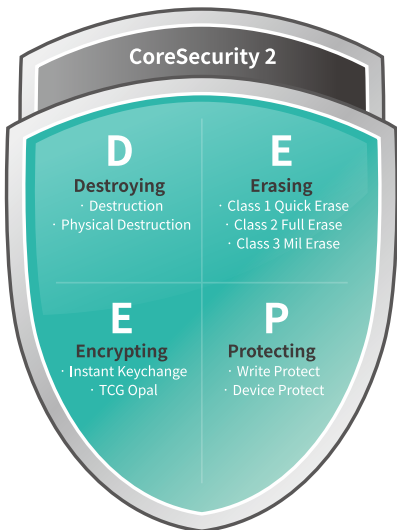 CoreSecurity 2
D
Destroying
· Destruction
· Physical Destruction
E
Erasing
· Class 1 Quick Erase
· Class 2 Full Erase
· Class 3 Mil Erase
E
Encrypting
· Instant Keychange
· TCG Opal
P
Protecting
· Write Protect
· Device Protect